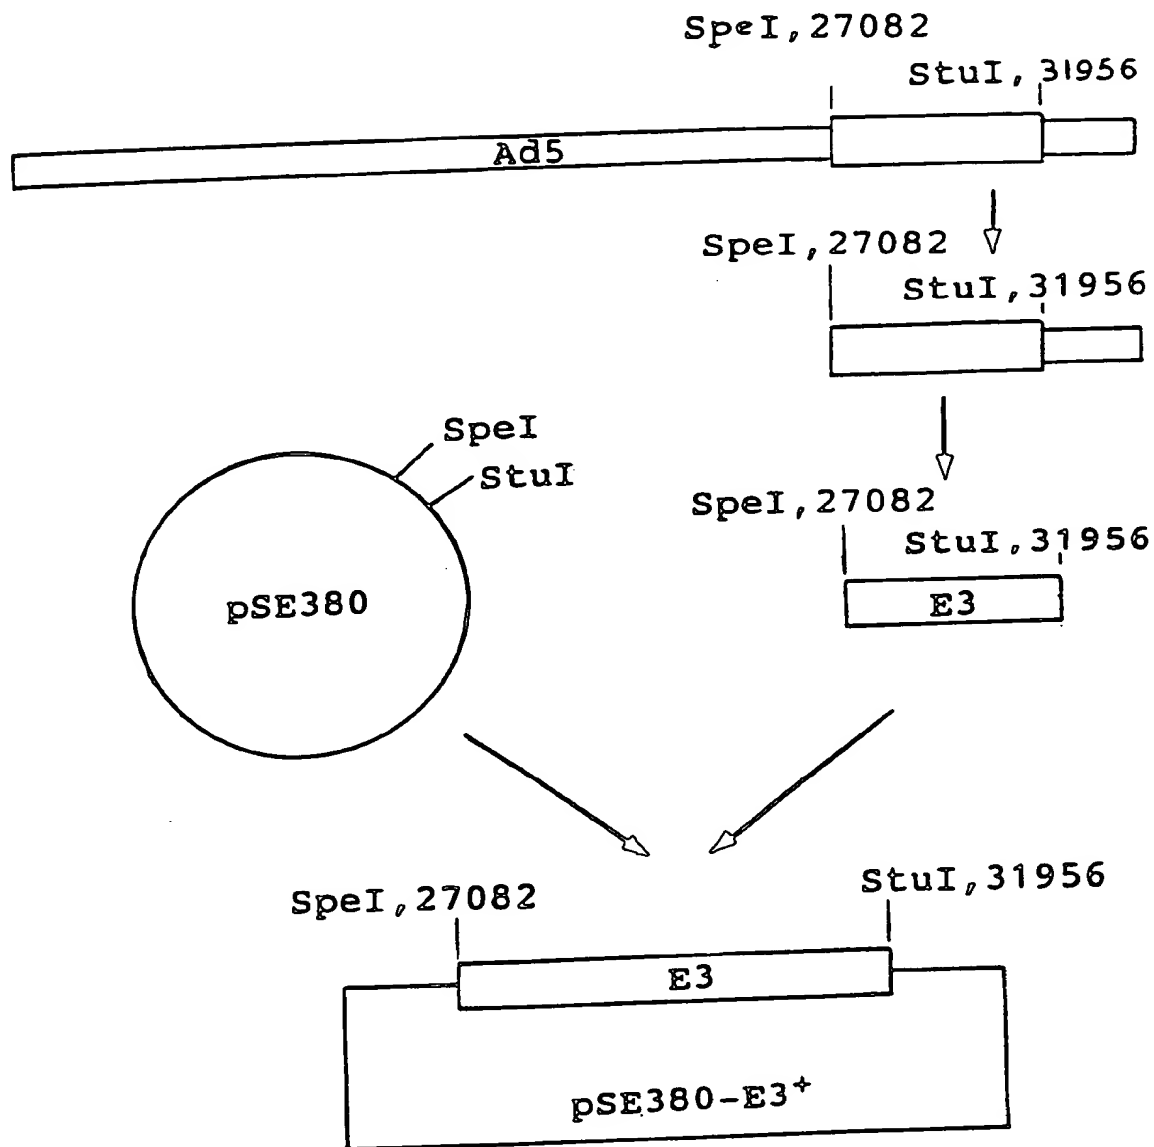 SpeI,27082
StuI,31956
Ad5
SpeI,27082
StuI,31956
SpeI
StuI
SpeI,27082
StuI,31956
pSE380
E3
SpeI,27082
StuI,31956
E3
pSE380-E3+